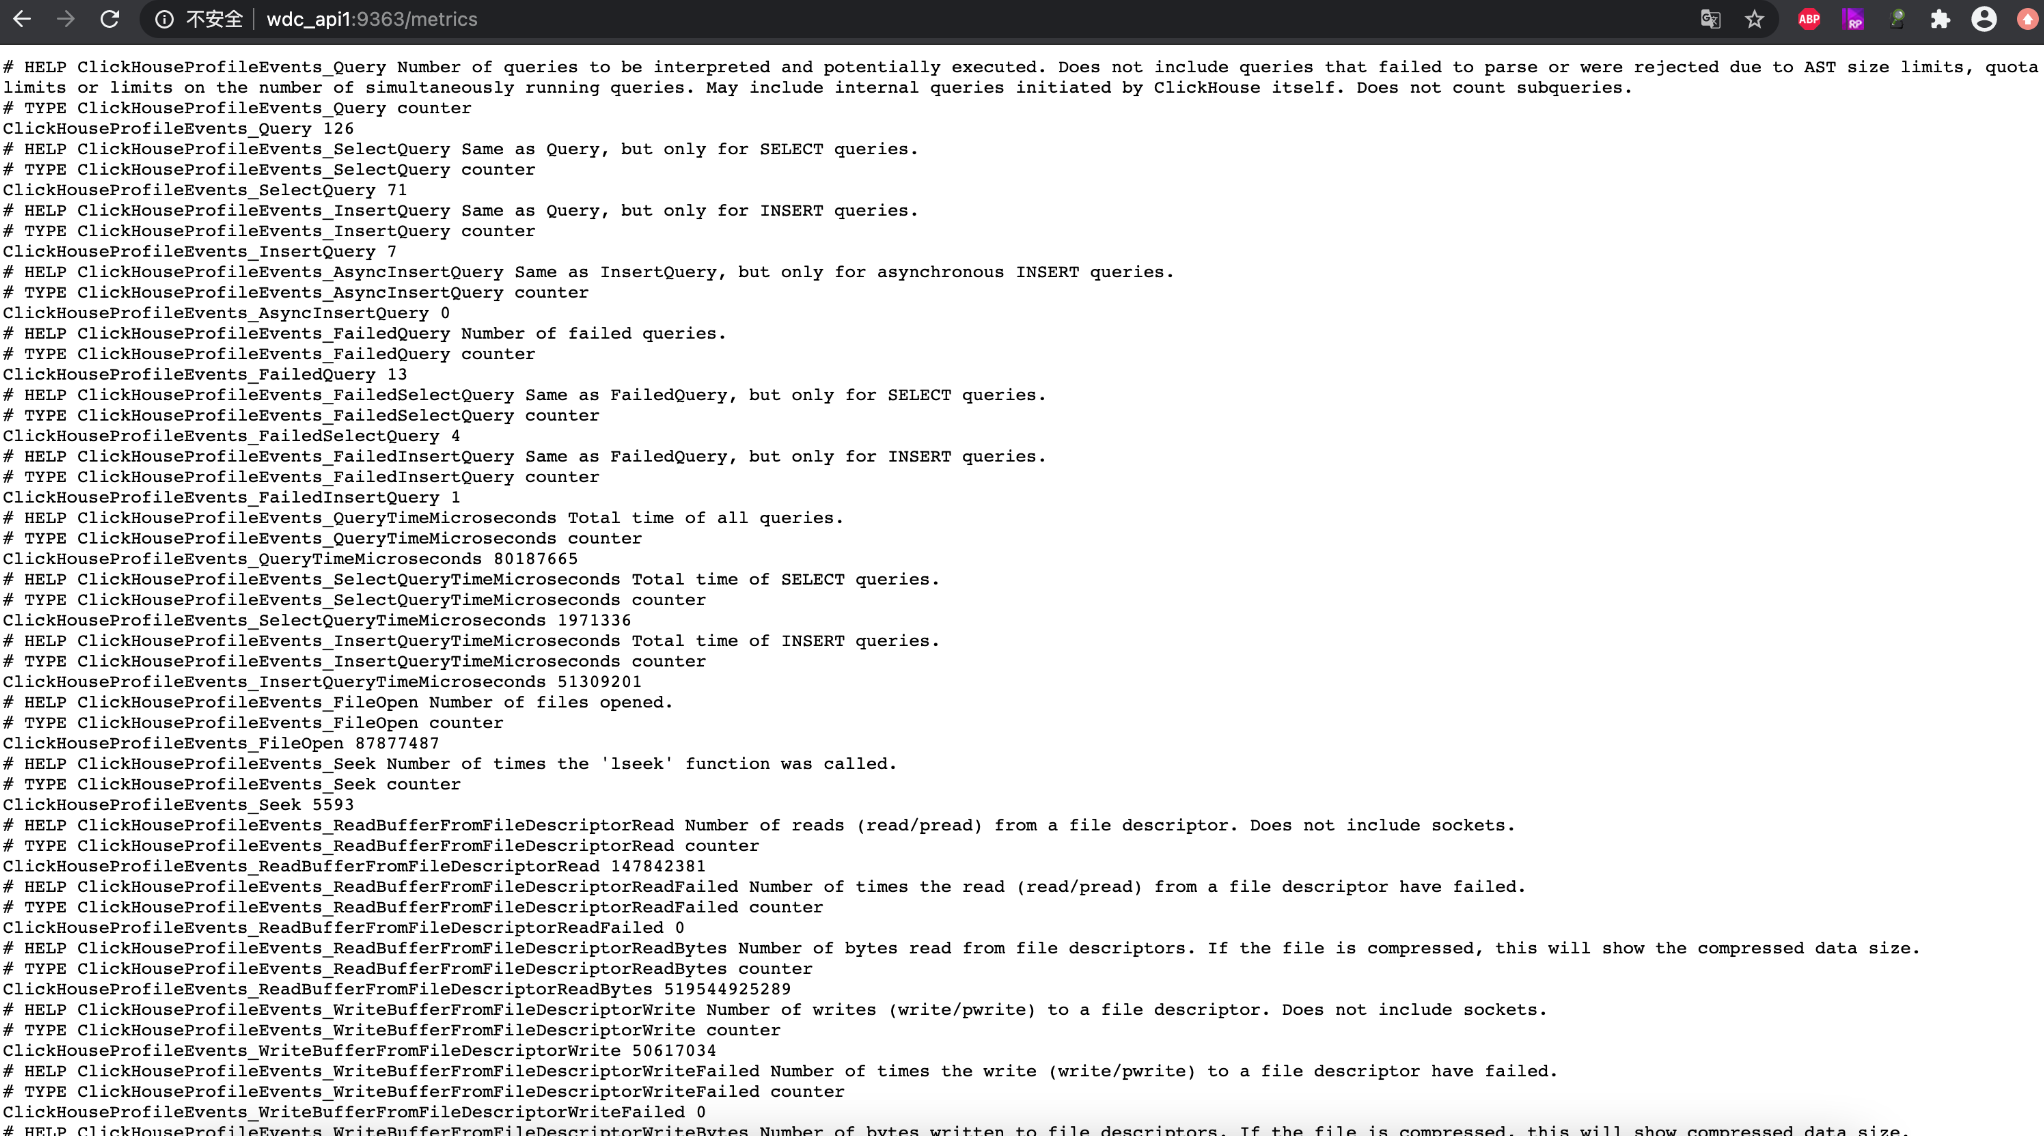 不安全 wdc_api1:9363/metrics ABP RP
# HELP ClickHouseProfileEvents_Query Number of queries to be interpreted and potentially executed. Does not include queries that failed to parse or were rejected due to AST size limits, quota
limits or limits on the number of simultaneously running queries. May include internal queries initiated by ClickHouse itself. Does not count subqueries.
# TYPE ClickHouseProfileEvents_Query counter
ClickHouseProfileEvents_Query 126
# HELP ClickHouseProfileEvents_SelectQuery Same as Query, but only for SELECT queries.
# TYPE ClickHouseProfileEvents_SelectQuery counter
ClickHouseProfileEvents_SelectQuery 71
# HELP ClickHouseProfileEvents_InsertQuery Same as Query, but only for INSERT queries.
# TYPE ClickHouseProfileEvents_InsertQuery counter
ClickHouseProfileEvents_InsertQuery 7
# HELP ClickHouseProfileEvents_AsyncInsertQuery Same as InsertQuery, but only for asynchronous INSERT queries.
# TYPE ClickHouseProfileEvents_AsyncInsertQuery counter
ClickHouseProfileEvents_AsyncInsertQuery 0
# HELP ClickHouseProfileEvents_FailedQuery Number of failed queries.
# TYPE ClickHouseProfileEvents_FailedQuery counter
ClickHouseProfileEvents_FailedQuery 13
# HELP ClickHouseProfileEvents_FailedSelectQuery Same as FailedQuery, but only for SELECT queries.
# TYPE ClickHouseProfileEvents_FailedSelectQuery counter
ClickHouseProfileEvents_FailedSelectQuery 4
# HELP ClickHouseProfileEvents_FailedInsertQuery Same as FailedQuery, but only for INSERT queries.
# TYPE ClickHouseProfileEvents_FailedInsertQuery counter
ClickHouseProfileEvents_FailedInsertQuery 1
# HELP ClickHouseProfileEvents_QueryTimeMicroseconds Total time of all queries.
# TYPE ClickHouseProfileEvents_QueryTimeMicroseconds counter
ClickHouseProfileEvents_QueryTimeMicroseconds 80187665
# HELP ClickHouseProfileEvents_SelectQueryTimeMicroseconds Total time of SELECT queries.
# TYPE ClickHouseProfileEvents_SelectQueryTimeMicroseconds counter
ClickHouseProfileEvents_SelectQueryTimeMicroseconds 1971336
# HELP ClickHouseProfileEvents_InsertQueryTimeMicroseconds Total time of INSERT queries.
# TYPE ClickHouseProfileEvents_InsertQueryTimeMicroseconds counter
ClickHouseProfileEvents_InsertQueryTimeMicroseconds 51309201
# HELP ClickHouseProfileEvents_FileOpen Number of files opened.
# TYPE ClickHouseProfileEvents_FileOpen counter
ClickHouseProfileEvents_FileOpen 87877487
# HELP ClickHouseProfileEvents_Seek Number of times the 'lseek' function was called.
# TYPE ClickHouseProfileEvents_Seek counter
ClickHouseProfileEvents_Seek 5593
# HELP ClickHouseProfileEvents_ReadBufferFromFileDescriptorRead Number of reads (read/pread) from a file descriptor. Does not include sockets.
# TYPE ClickHouseProfileEvents_ReadBufferFromFileDescriptorRead counter
ClickHouseProfileEvents_ReadBufferFromFileDescriptorRead 147842381
# HELP ClickHouseProfileEvents_ReadBufferFromFileDescriptorReadFailed Number of times the read (read/pread) from a file descriptor have failed.
# TYPE ClickHouseProfileEvents_ReadBufferFromFileDescriptorReadFailed counter
ClickHouseProfileEvents_ReadBufferFromFileDescriptorReadFailed 0
# HELP ClickHouseProfileEvents_ReadBufferFromFileDescriptorReadBytes Number of bytes read from file descriptors. If the file is compressed, this will show the compressed data size.
# TYPE ClickHouseProfileEvents_ReadBufferFromFileDescriptorReadBytes counter
ClickHouseProfileEvents_ReadBufferFromFileDescriptorReadBytes 519544925289
# HELP ClickHouseProfileEvents_WriteBufferFromFileDescriptorWrite Number of writes (write/pwrite) to a file descriptor. Does not include sockets.
# TYPE ClickHouseProfileEvents_WriteBufferFromFileDescriptorWrite counter
ClickHouseProfileEvents_WriteBufferFromFileDescriptorWrite 50617034
# HELP ClickHouseProfileEvents_WriteBufferFromFileDescriptorWriteFailed Number of times the write (write/pwrite) to a file descriptor have failed.
# TYPE ClickHouseProfileEvents_WriteBufferFromFileDescriptorWriteFailed counter
ClickHouseProfileEvents_WriteBufferFromFileDescriptorWriteFailed 0
# HELP ClickHouseProfileEvents_WriteBufferFromFileDescriptorWriteBytes Number of bytes written to file descriptors. If the file is compressed, this will show compressed data size.